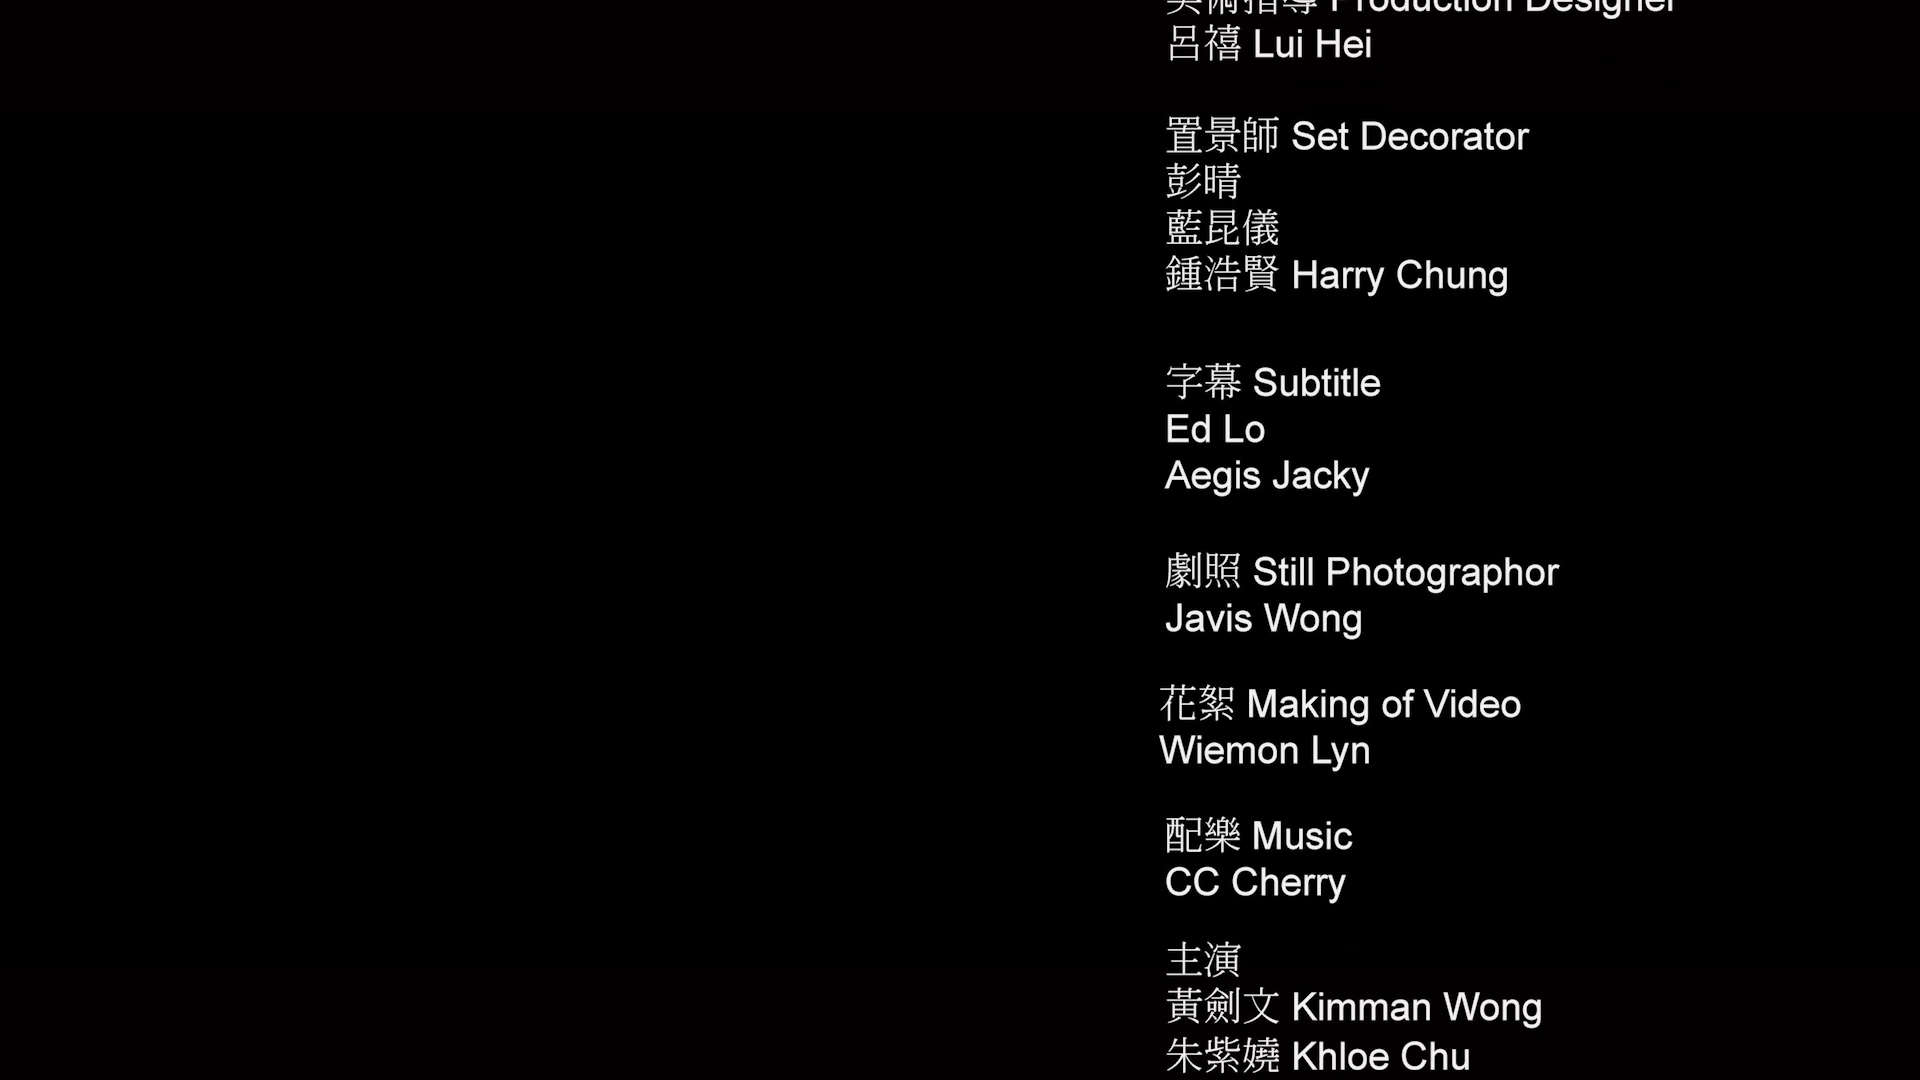 美術指導 Production Designer
呂禧 Lui Hei
置景師 Set Decorator
彭晴
藍昆儀
鍾浩賢 Harry Chung
字幕 Subtitle
Ed Lo
Aegis Jacky
劇照 Still Photographor
Javis Wong
花絮 Making of Video
Wiemon Lyn
配樂 Music
CC Cherry
主演
黃劍文 Kimman Wong
朱紫嬈 Khloe Chu